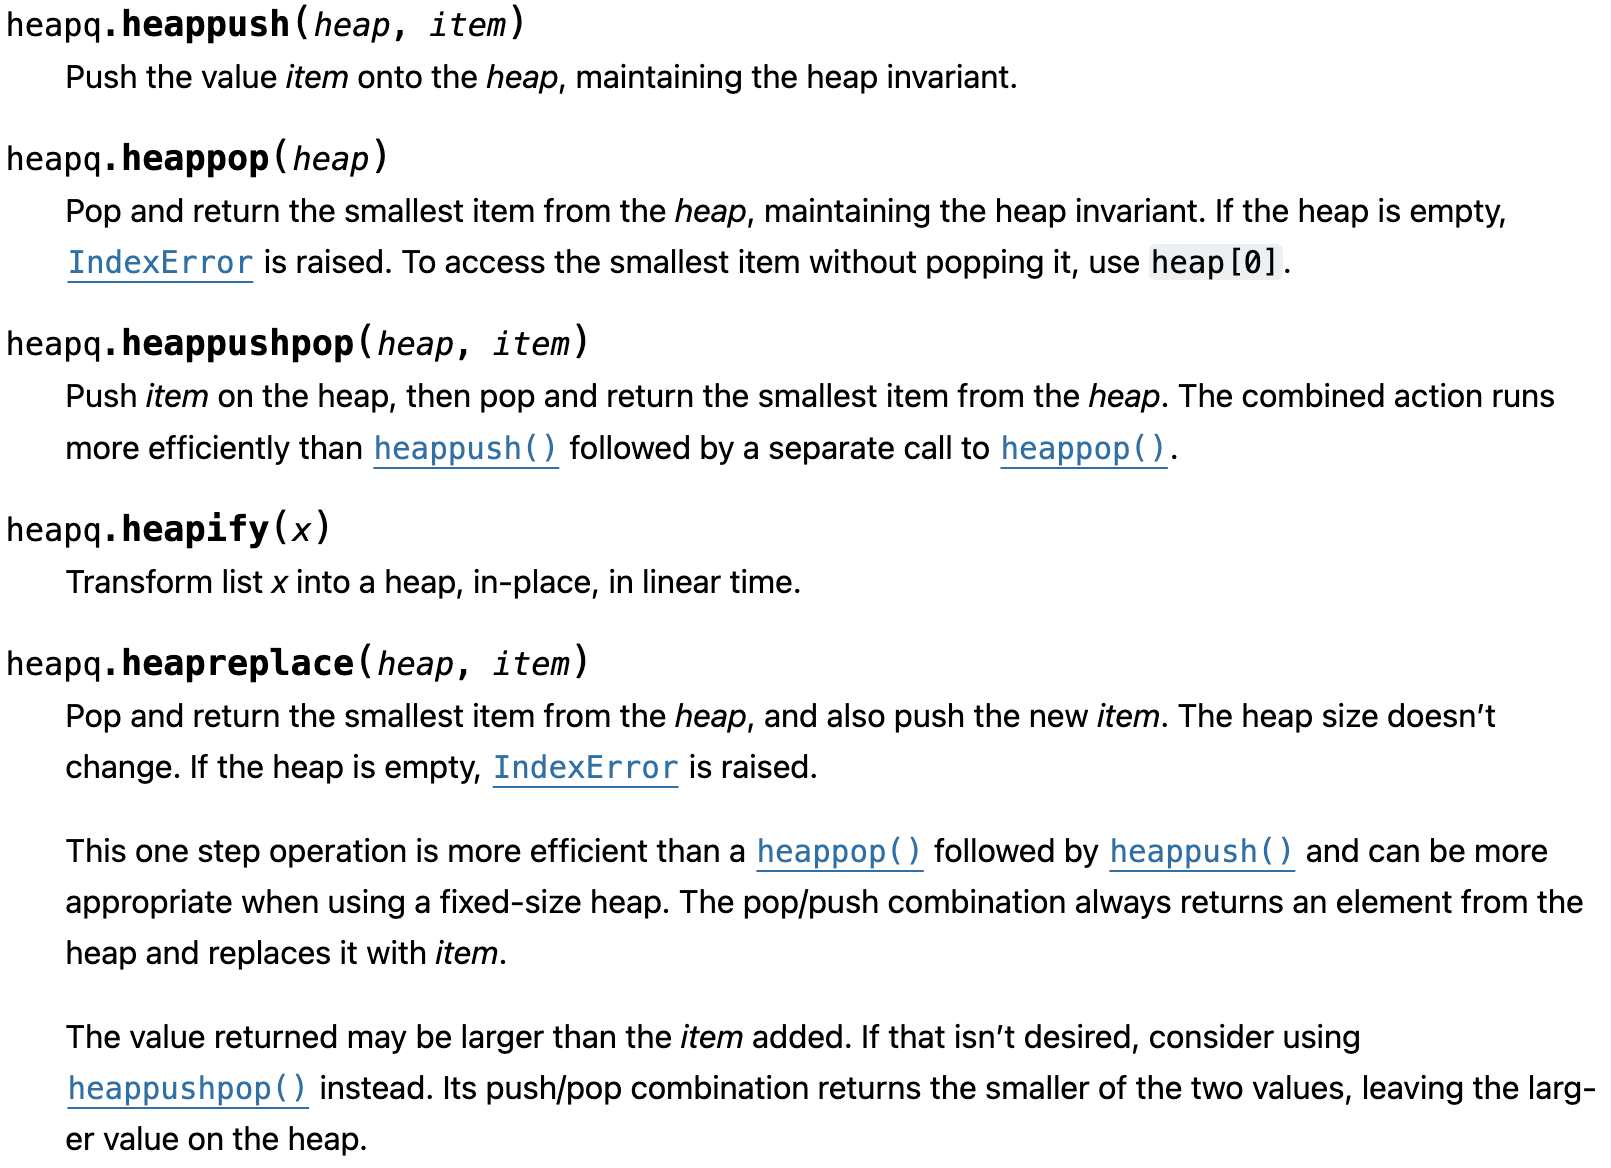 heapq.heappush(heap, item)
Push the value item onto the heap, maintaining the heap invariant.
heapq.heappop(heap)
Pop and return the smallest item from the heap, maintaining the heap invariant. If the heap is empty,
IndexError is raised. To access the smallest item without popping it, use heap[0].
heapq.heappushpop(heap, item)
Push item on the heap, then pop and return the smallest item from the heap. The combined action runs
more efficiently than heappush() followed by a separate call to heappop().
heapq.heapify(x)
Transform list x into a heap, in-place, in linear time.
heapq.heapreplace(heap, item)
Pop and return the smallest item from the heap, and also push the new item. The heap size doesn’t
change. If the heap is empty, IndexError is raised.
This one step operation is more efficient than a heappop() followed by heappush() and can be more
appropriate when using a fixed-size heap. The pop/push combination always returns an element from the
heap and replaces it with item.
The value returned may be larger than the item added. If that isn’t desired, consider using
heappushpop() instead. Its push/pop combination returns the smaller of the two values, leaving the larg-
er value on the heap.